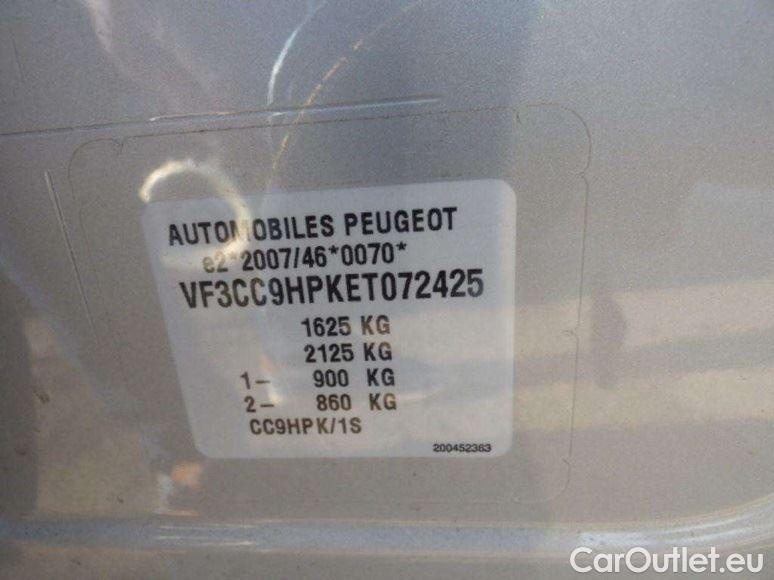 AUTOMOBILES PEUGEOT
e2*2007/46*0070*
VF3CC9HPKET072425
1625 KG
2125 KG
1- 900 KG
2- 860 KG
CC9HPK/1S
200452363
CarOutlet.eu